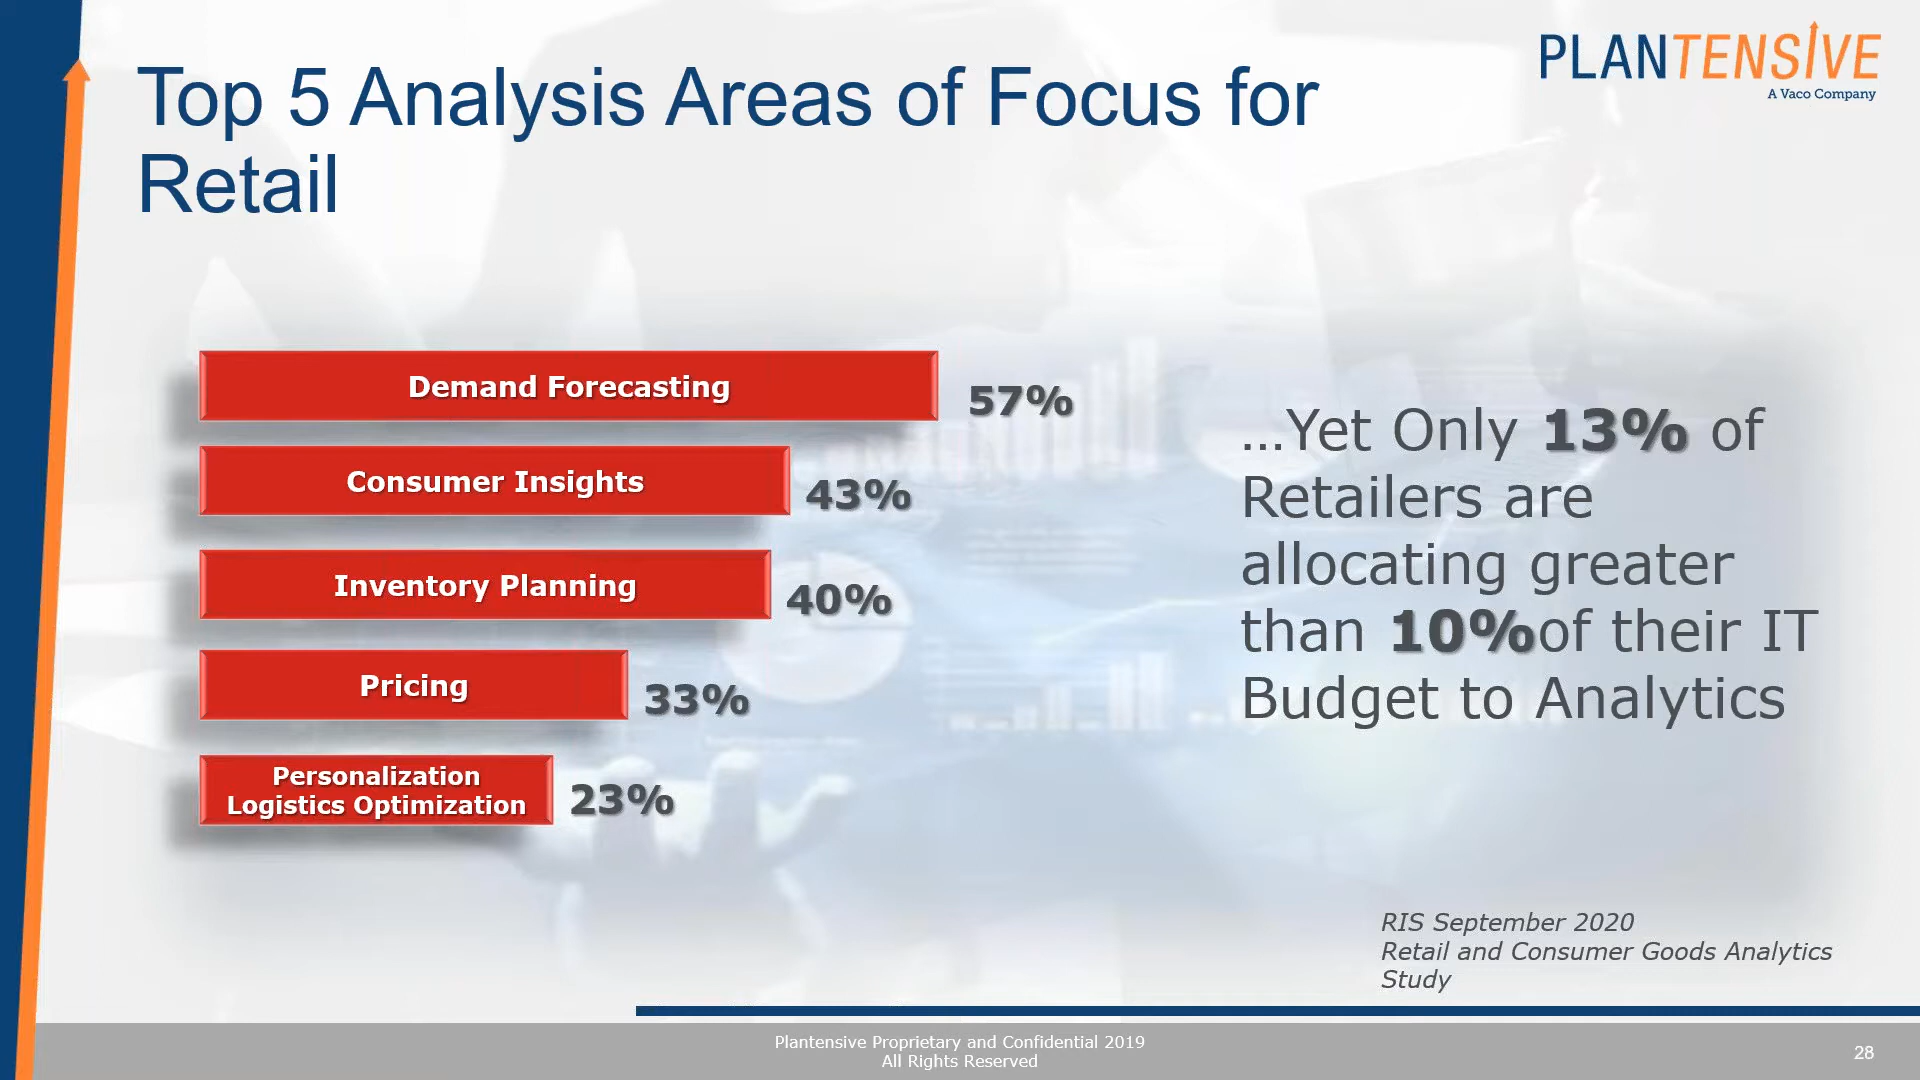 PLANTENSIVE
A Vaco Company
Top 5 Analysis Areas of Focus for
Retail
Demand Forecasting
57%
Consumer Insights
43%
Inventory Planning
40%
Pricing
33%
Personalization
Logistics Optimization
23%
...Yet Only 13% of
Retailers are
allocating greater
than 10%of their IT
Budget to Analytics
RIS September 2020
Retail and Consumer Goods Analytics
Study
Plantensive Proprietary and Confidential 2019
All Rights Reserved
28